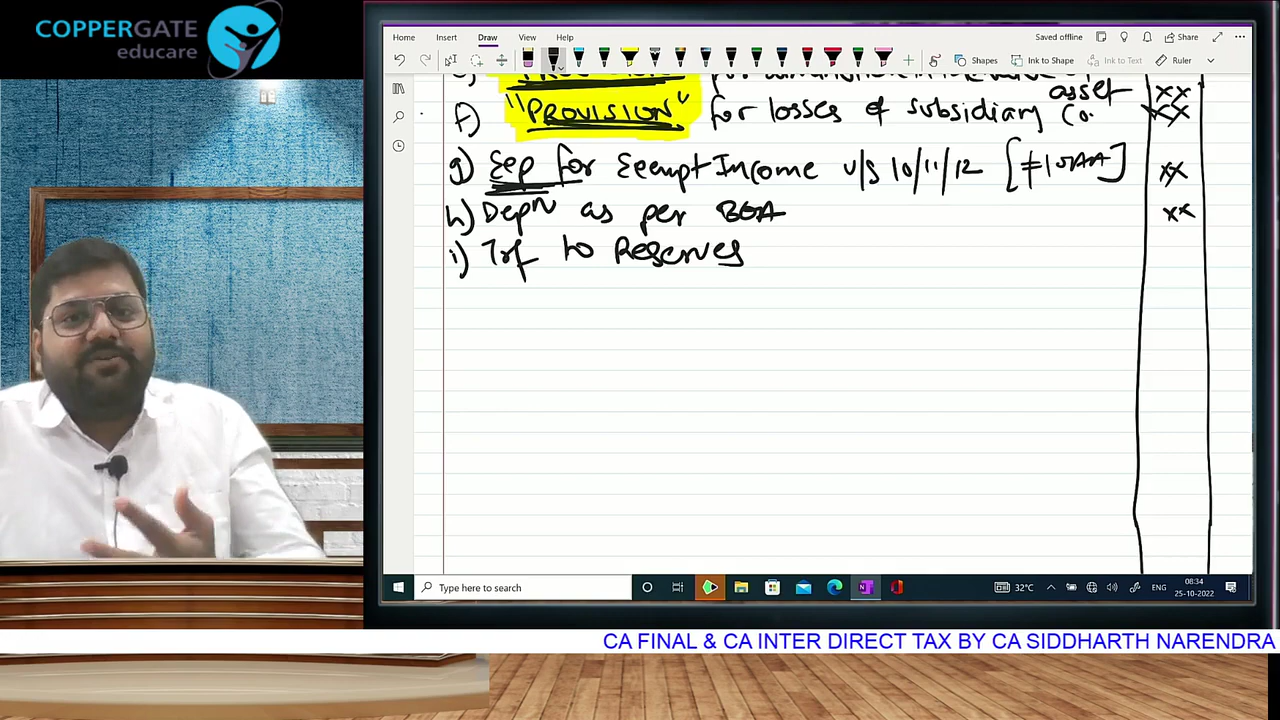 COPPERGATE
educare
Home Insert Draw View Help
Saved offline
Share
Shapes
Ink to Shape
Ink to Text
Ruler
asset xx
f) "PROVISION" for losses of subsidiary Co. xx
g) Exp for Exempt Income u/s 10/11/12 [≠10AA] xx
h) Depn as per BOA xx
i) Trf to Reserves
Type here to search
32°C
ENG
08:34
25-10-2022
CA FINAL & CA INTER DIRECT TAX BY CA SIDDHARTH NARENDRA